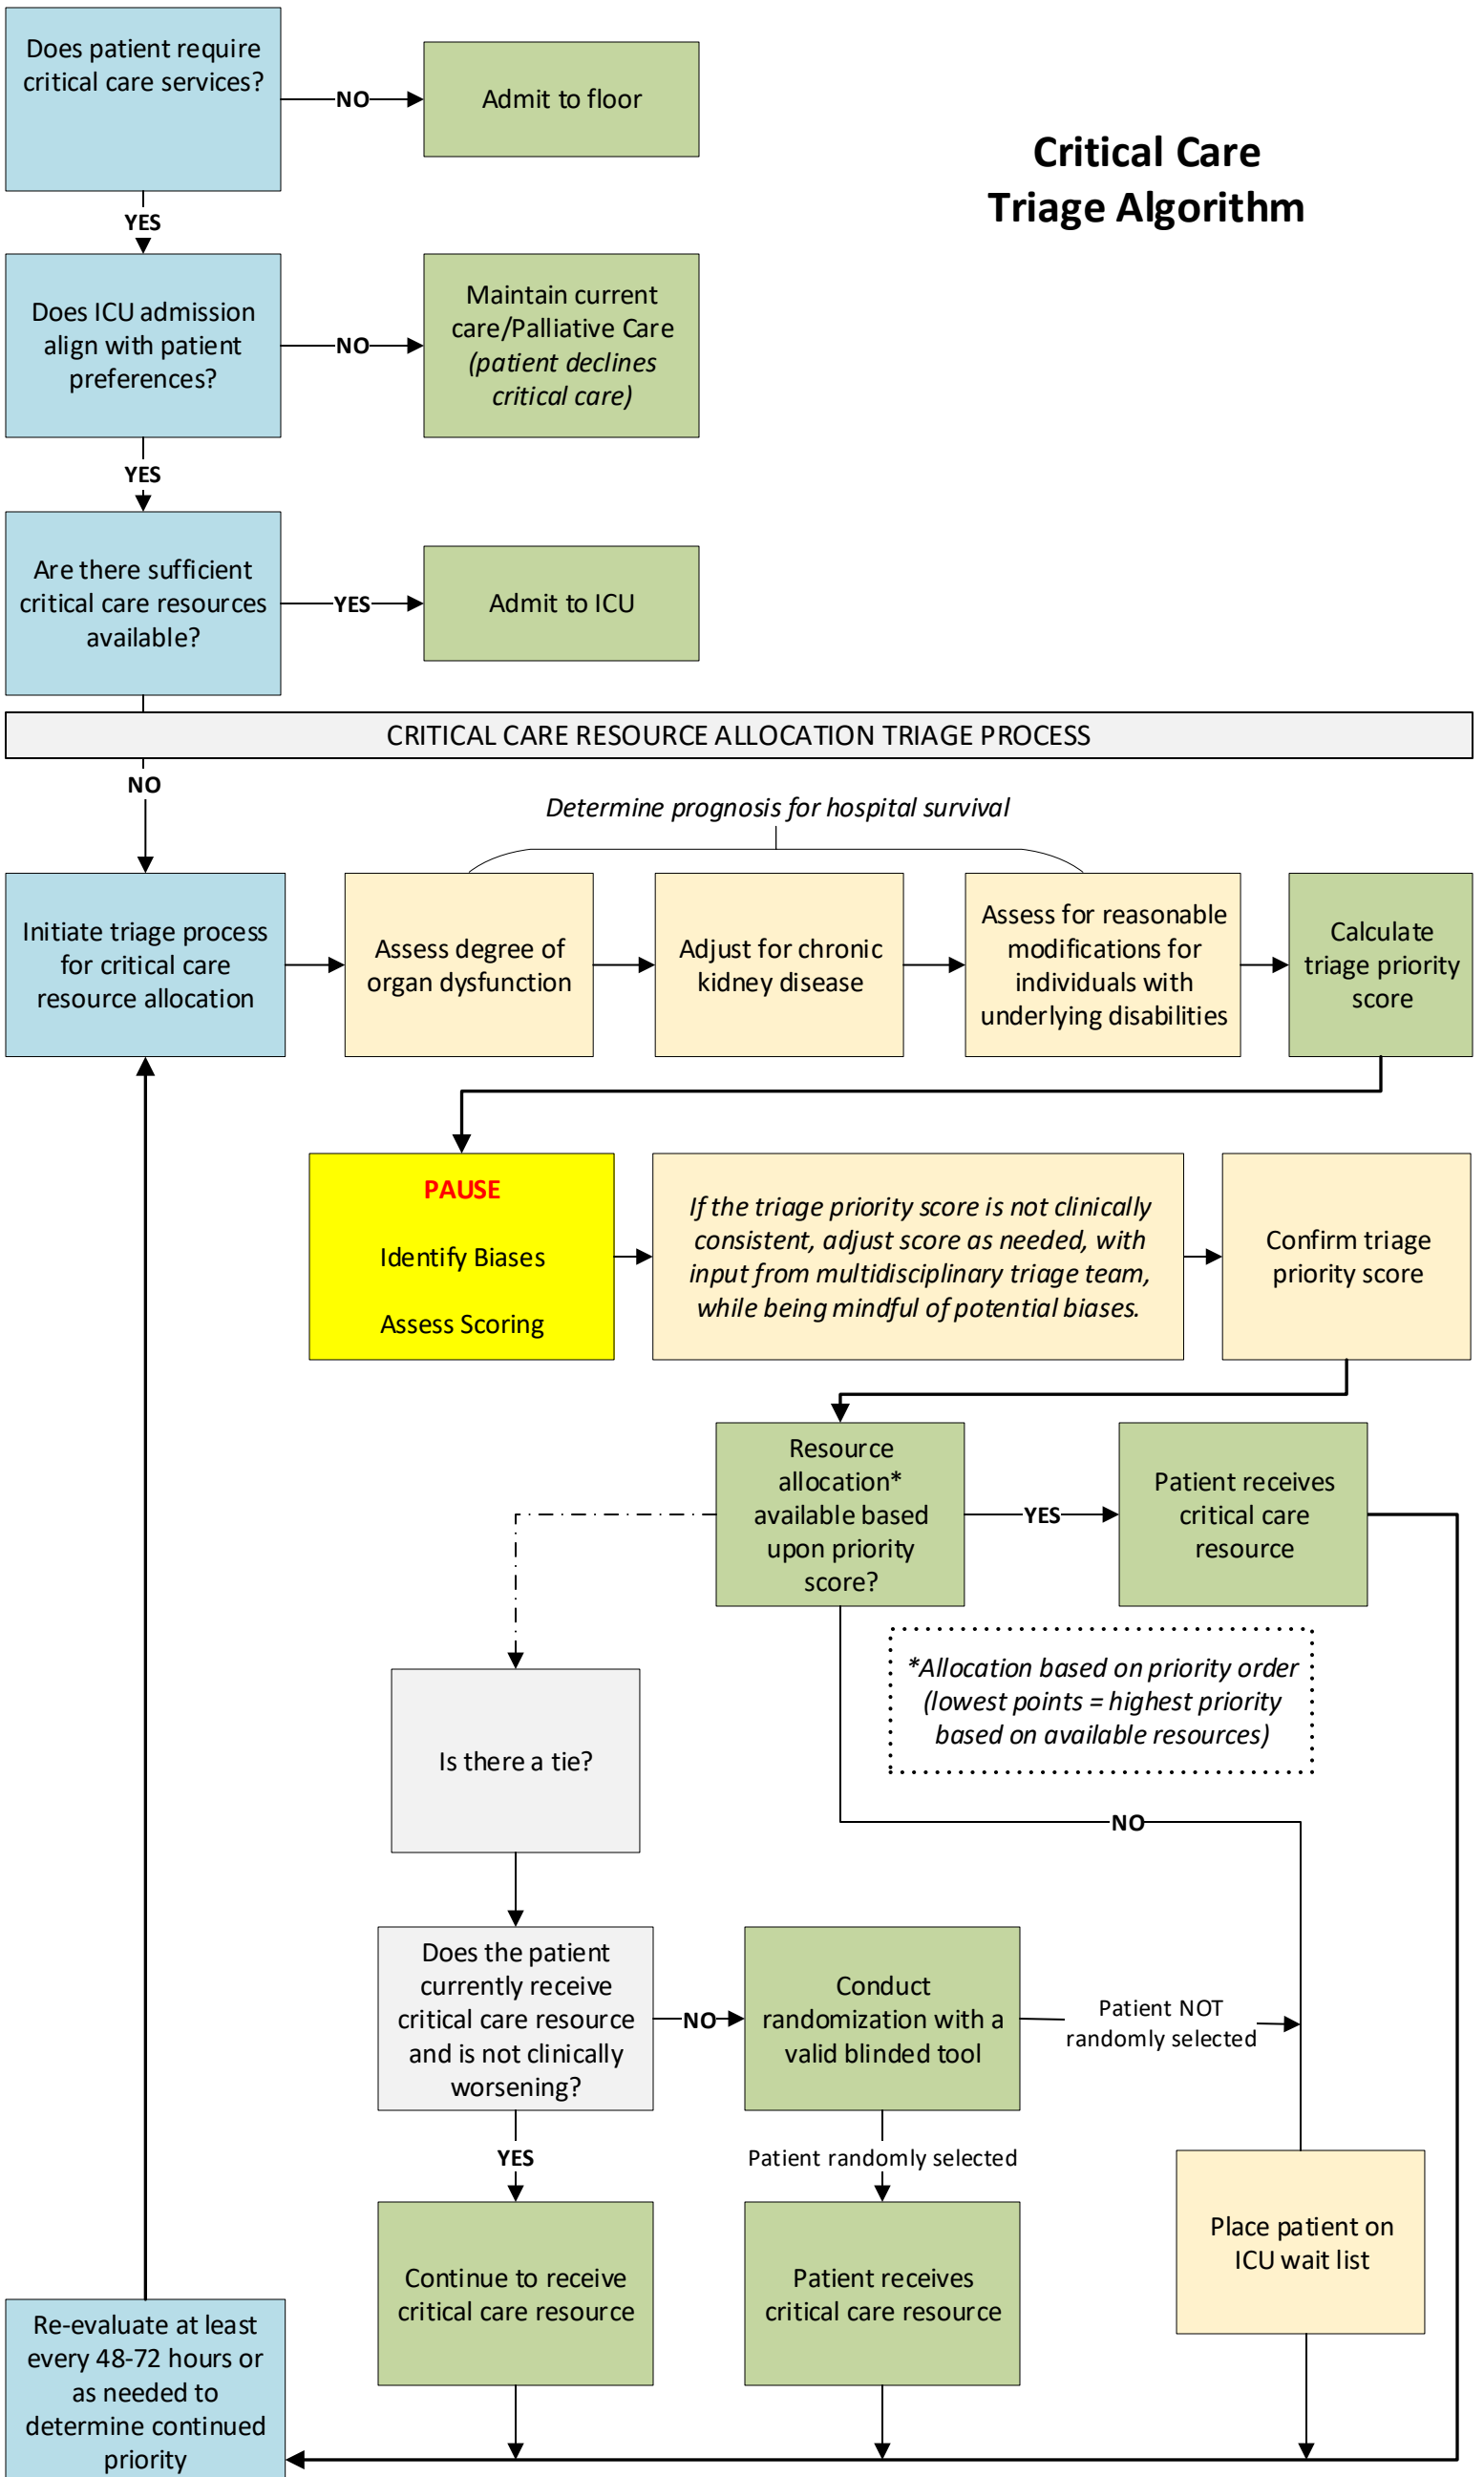 Does patient require
critical care services?
NO
Admit to floor
Critical Care
Triage Algorithm
YES
Does ICU admission
align with patient
preferences?
NO
Maintain current
care/Palliative Care
(patient declines
critical care)
YES
Are there sufficient
critical care resources
available?
YES
Admit to ICU
CRITICAL CARE RESOURCE ALLOCATION TRIAGE PROCESS
NO
Determine prognosis for hospital survival
Initiate triage process
for critical care
resource allocation
Assess degree of
organ dysfunction
Adjust for chronic
kidney disease
Assess for reasonable
modifications for
individuals with
underlying disabilities
Calculate
triage priority
score
PAUSE
Identify Biases
Assess Scoring
If the triage priority score is not clinically
consistent, adjust score as needed, with
input from multidisciplinary triage team,
while being mindful of potential biases.
Confirm triage
priority score
Resource
allocation*
available based
upon priority
score?
YES
Patient receives
critical care
resource
*Allocation based on priority order
(lowest points = highest priority
based on available resources)
Is there a tie?
NO
Does the patient
currently receive
critical care resource
and is not clinically
worsening?
NO
Conduct
randomization with a
valid blinded tool
Patient NOT
randomly selected
YES
Patient randomly selected
Continue to receive
critical care resource
Patient receives
critical care resource
Place patient on
ICU wait list
Re-evaluate at least
every 48-72 hours or
as needed to
determine continued
priority